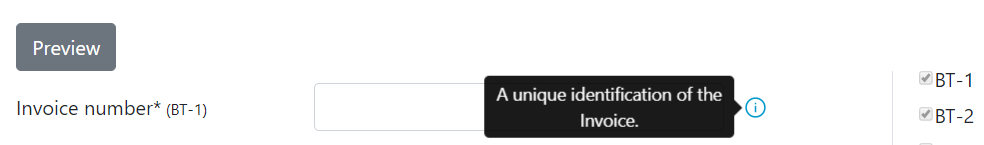 Preview
Invoice number* (BT-1)
A unique identification of the
Invoice.
BT-1
BT-2